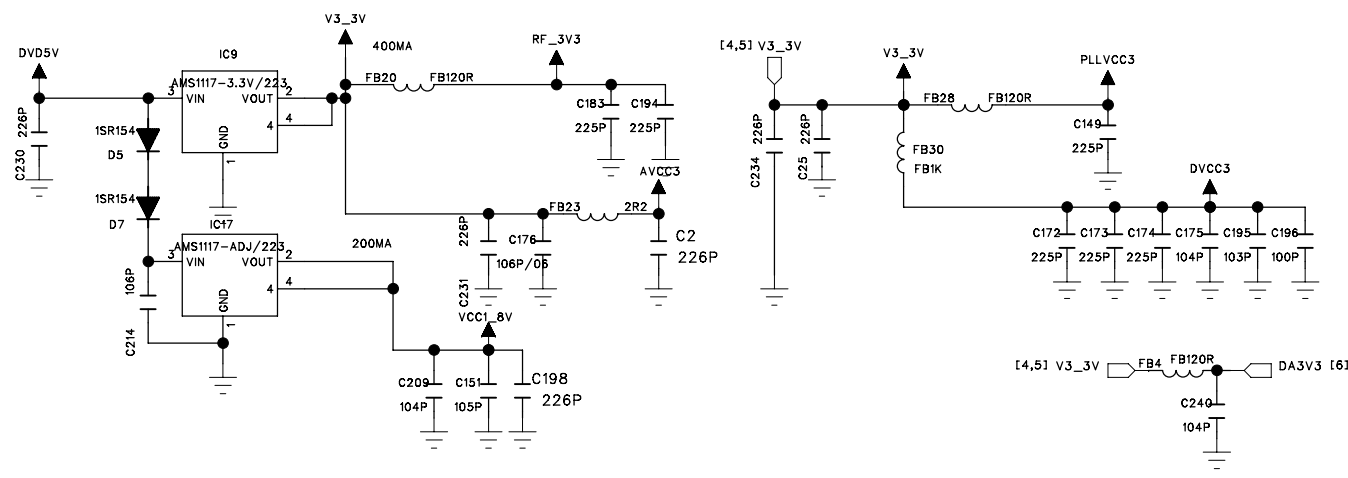 DVD5V
226P
C230
1SR154
D5
1SR154
D7
106P
C214
IC9
AMS1117-3.3V/223
3 VIN VOUT 2
4 4
GND
1
IC17
AMS1117-ADJ/223
3 VIN VOUT 2
4 4
GND
1
V3_3V
400MA
FB20 FB120R
RF_3V3
C183 C194
225P 225P
AVCC3
FB23 2R2
226P
C231
C176
106P/06
C2
226P
200MA
VCC1_8V
C209 C151 C198
104P 105P 226P
[4,5] V3_3V
226P
C234
226P
C25
V3_3V
FB28 FB120R
PLLVCC3
C149
225P
FB30
FB1K
DVCC3
C172 C173 C174 C175 C195 C196
225P 225P 225P 104P 103P 100P
[4,5] V3_3V FB4 FB120R DA3V3 [6]
C240
104P